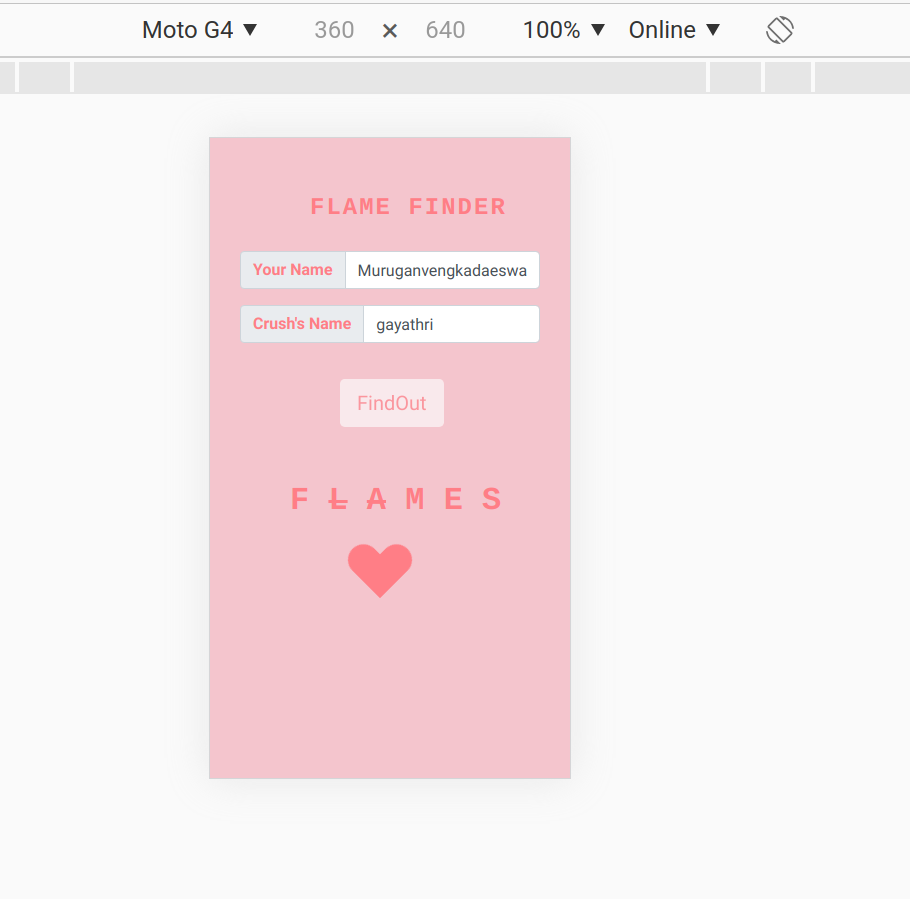 Moto G4 360 × 640 100% Online
FLAME FINDER
Your Name Muruganvengkadaeswa
Crush's Name gayathri
FindOut
F L A M E S